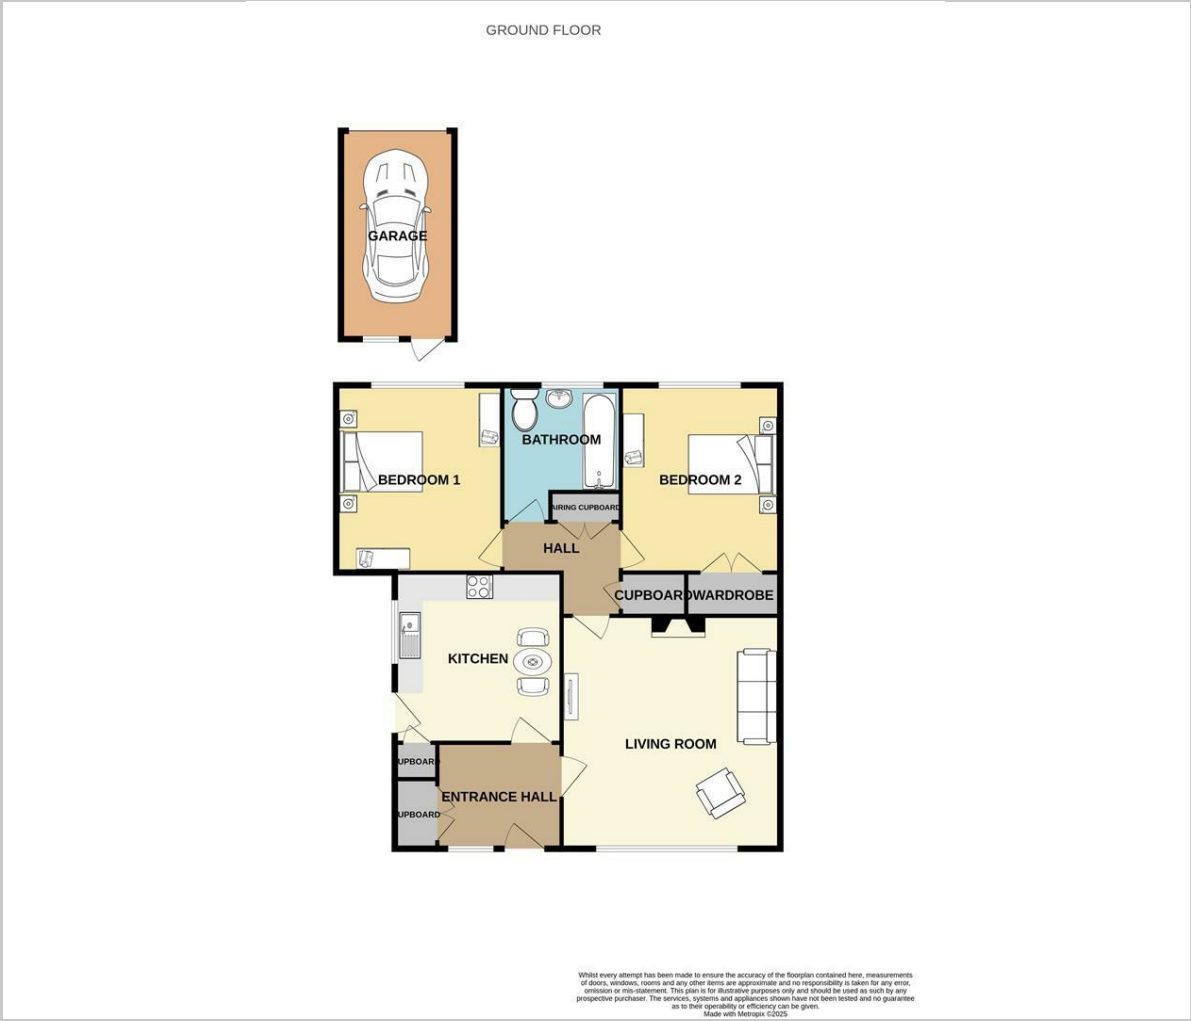 GROUND FLOOR
GARAGE
BATHROOM
BEDROOM 1
BEDROOM 2
AIRING CUPBOARD
HALL
CUPBOARD
WARDROBE
KITCHEN
LIVING ROOM
UPBOARD
ENTRANCE HALL
UPBOARD
Whilst every attempt has been made to ensure the accuracy of the floorplan contained here, measurements
of doors, windows, rooms and any other items are approximate and no responsibility is taken for any error,
omission or mis-statement. This plan is for illustrative purposes only and should be used as such by any
prospective purchaser. The services, systems and appliances shown have not been tested and no guarantee
as to their operability or efficiency can be given.
Made with Metropix ©2025